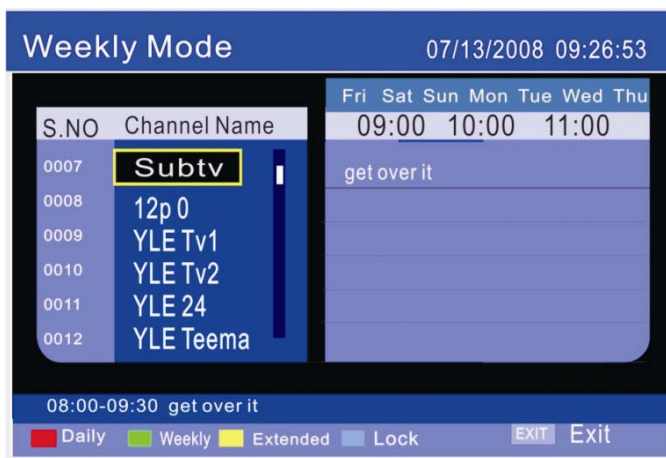 Weekly Mode 07/13/2008 09:26:53
Fri Sat Sun Mon Tue Wed Thu
S.NO Channel Name 09:00 10:00 11:00
0007 Subtv get over it
0008 12p 0
0009 YLE Tv1
0010 YLE Tv2
0011 YLE 24
0012 YLE Teema
08:00-09:30 get over it
Daily Weekly Extended Lock EXIT Exit